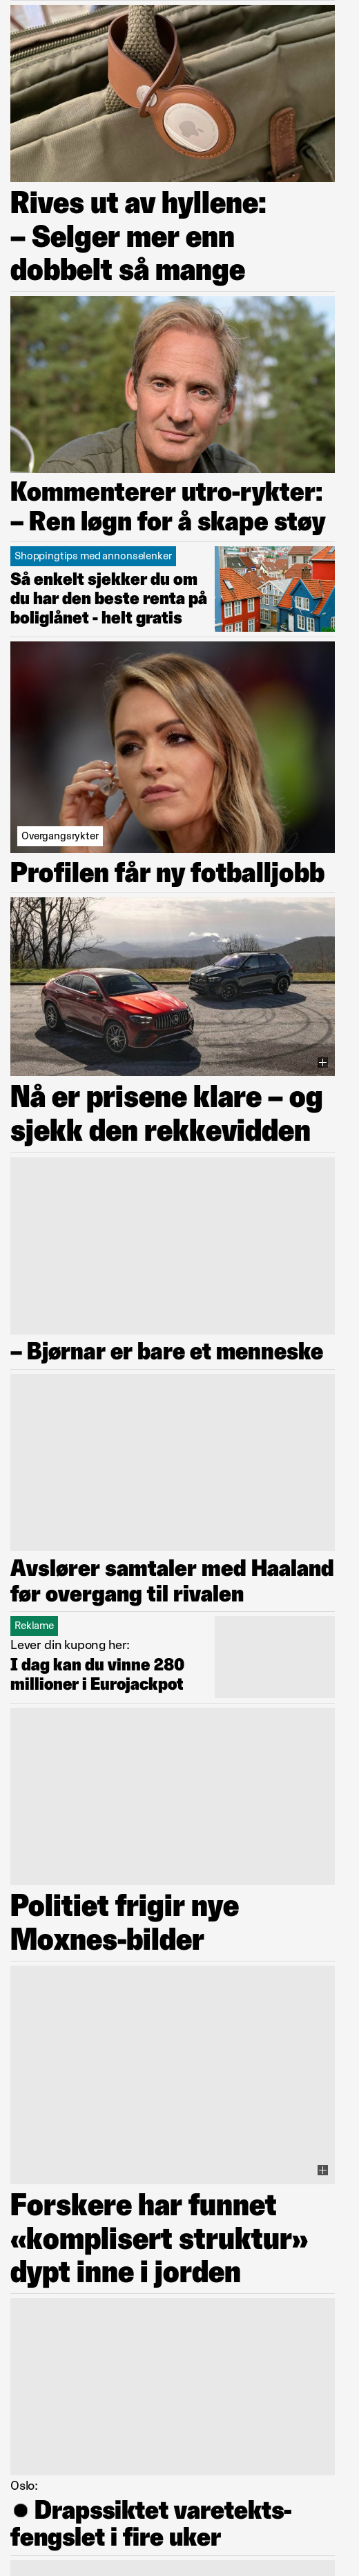 Rives ut av hyllene:
– Selger mer enn
dobbelt så mange
Kommenterer utro-rykter:
– Ren løgn for å skape støy
Shoppingtips med annonselenker
Så enkelt sjekker du om
du har den beste renta på
boliglånet - helt gratis
Overgangsrykter
Profilen får ny fotballjobb
Nå er prisene klare – og
sjekk den rekkevidden
– Bjørnar er bare et menneske
Avslører samtaler med Haaland
før overgang til rivalen
Reklame
Lever din kupong her:
I dag kan du vinne 280
millioner i Eurojackpot
Politiet frigir nye
Moxnes-bilder
Forskere har funnet
«komplisert struktur»
dypt inne i jorden
Oslo:
● Drapssiktet varetekts-
fengslet i fire uker